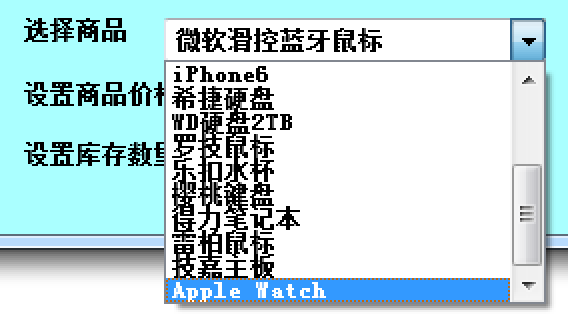 选择商品
微软滑控蓝牙鼠标
设置商品价格
设置库存数量
iPhone6
希捷硬盘
WD硬盘2TB
罗技鼠标
乐扣水杯
樱桃键盘
得力笔记本
雷柏鼠标
技嘉主板
Apple Watch